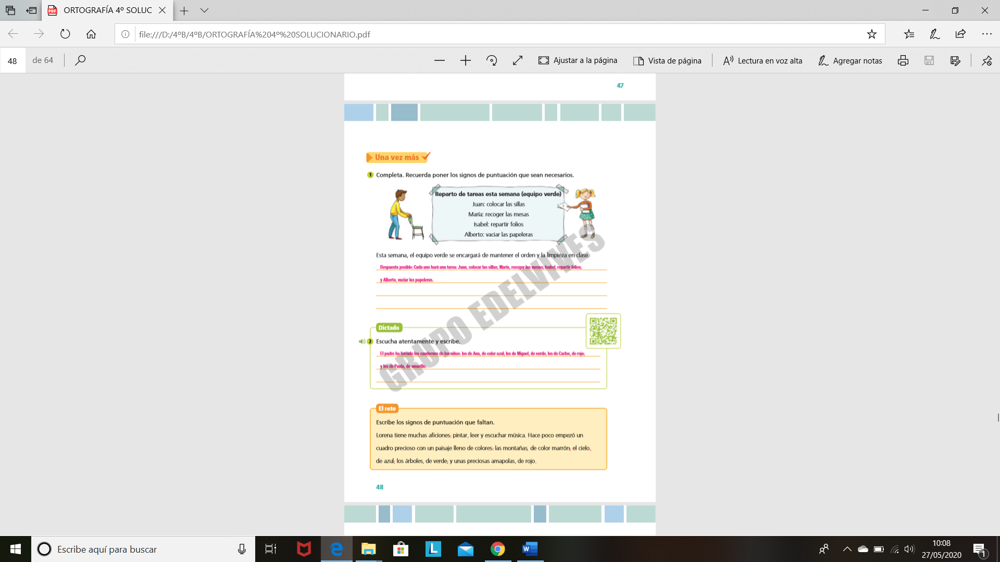 ORTOGRAFÍA 4º SOLUC
file:///D:/4ºB/4ºB/ORTOGRAFÍA%204º%20SOLUCIONARIO.pdf
48 de 64 Ajustar a la página Vista de página Lectura en voz alta Agregar notas
47
Una vez más
1 Completa. Recuerda poner los signos de puntuación que sean necesarios.
Reparto de tareas esta semana (equipo verde)
Juan: colocar las sillas
María: recoger las mesas
Isabel: repartir folios
Alberto: vaciar las papeleras
Esta semana, el equipo verde se encargará de mantener el orden y la limpieza en clase.
Respuesta posible: Cada uno hará una tarea: Juan, colocar las sillas; María, recoger las mesas; Isabel, repartir folios;
y Alberto, vaciar las papeleras.
GRUPO EDELVIVES
Dictado
2 Escucha atentamente y escribe.
El padre ha forrado los cuadernos de los niños: los de Ana, de color azul; los de Miguel, de verde; los de Carlos, de rojo;
y los de Paula, de amarillo.
El reto
Escribe los signos de puntuación que faltan.
Lorena tiene muchas aficiones: pintar, leer y escuchar música. Hace poco empezó un
cuadro precioso con un paisaje lleno de colores: las montañas, de color marrón; el cielo,
de azul; los árboles, de verde; y unas preciosas amapolas, de rojo.
48
Escribe aquí para buscar
L
W
10:08
27/05/2020
1